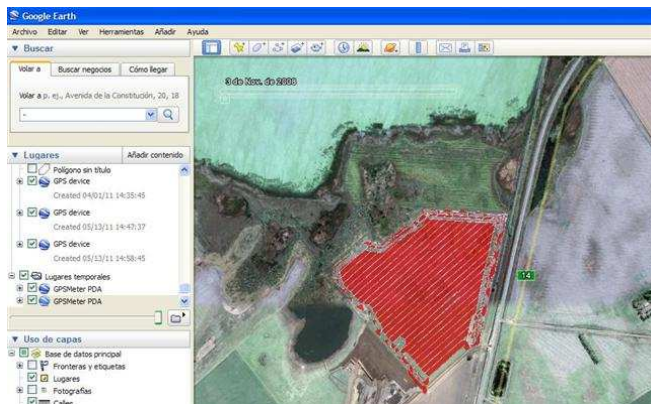 Google Earth
Archivo Editar Ver Herramientas Añadir Ayuda
Buscar
Volar a Buscar negocios Cómo llegar
Volar a p. ej., Avenida de la Constitución, 20, 18
-
Lugares Añadir contenido
Polígono sin título
GPS device
Created 04/01/11 14:35:45
GPS device
Created 05/13/11 14:47:37
GPS device
Created 05/13/11 14:58:45
Lugares temporales
GPSMeter PDA
GPSMeter PDA
Uso de capas
Base de datos principal
Fronteras y etiquetas
Lugares
Fotografías
Calles
3 de Nov. de 2008
14